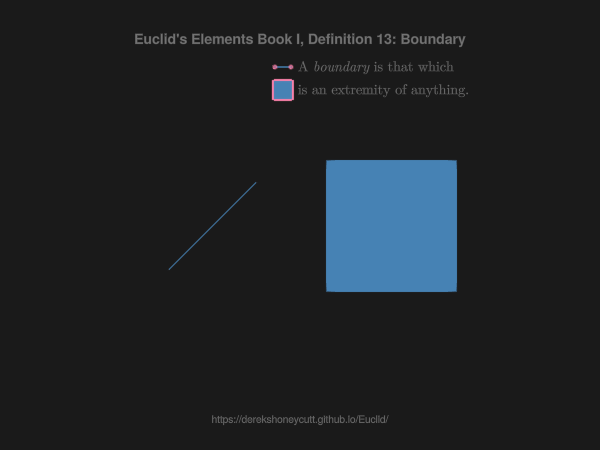 Euclid's Elements Book I, Definition 13: Boundary
A boundary is that which
is an extremity of anything.
https://derekshoneycutt.github.io/Euclid/